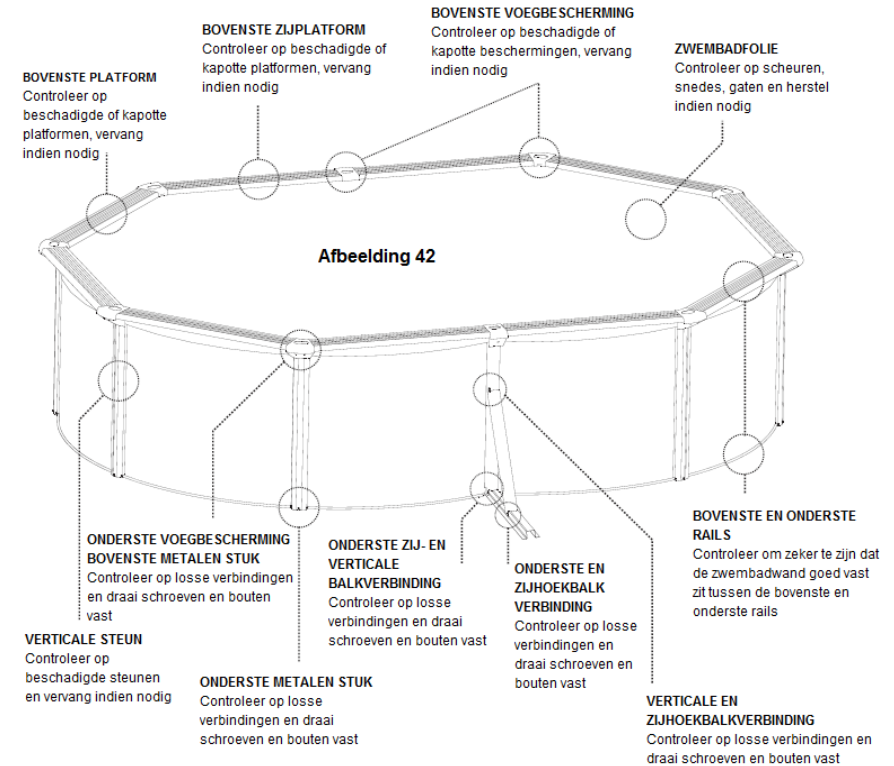 BOVENSTE PLATFORM
Controleer op
beschadigde of kapotte
platformen, vervang
indien nodig
BOVENSTE ZIJPLATFORM
Controleer op beschadigde of
kapotte platformen, vervang
indien nodig
BOVENSTE VOEGBESCHERMING
Controleer op beschadigde of
kapotte beschermingen, vervang
indien nodig
ZWEMBADFOLIE
Controleer op scheuren,
snedes, gaten en herstel
indien nodig
Afbeelding 42
VERTICALE STEUN
Controleer op
beschadigde steunen
en vervang indien nodig
ONDERSTE VOEGBESCHERMING
BOVENSTE METALEN STUK
Controleer op losse verbindingen
en draai schroeven en bouten
vast
ONDERSTE METALEN STUK
Controleer op losse
verbindingen en draai
schroeven en bouten vast
ONDERSTE ZIJ- EN
VERTICALE
BALKVERBINDING
Controleer op losse
verbindingen en draai
schroeven en bouten vast
ONDERSTE EN
ZIJHOEKBALK
VERBINDING
Controleer op losse
verbindingen en
draai schroeven en
bouten vast
VERTICALE EN
ZIJHOEKBALKVERBINDING
Controleer op losse verbindingen en
draai schroeven en bouten vast
BOVENSTE EN ONDERSTE
RAILS
Controleer om zeker te zijn dat
de zwembadwand goed vast
zit tussen de bovenste en
onderste rails